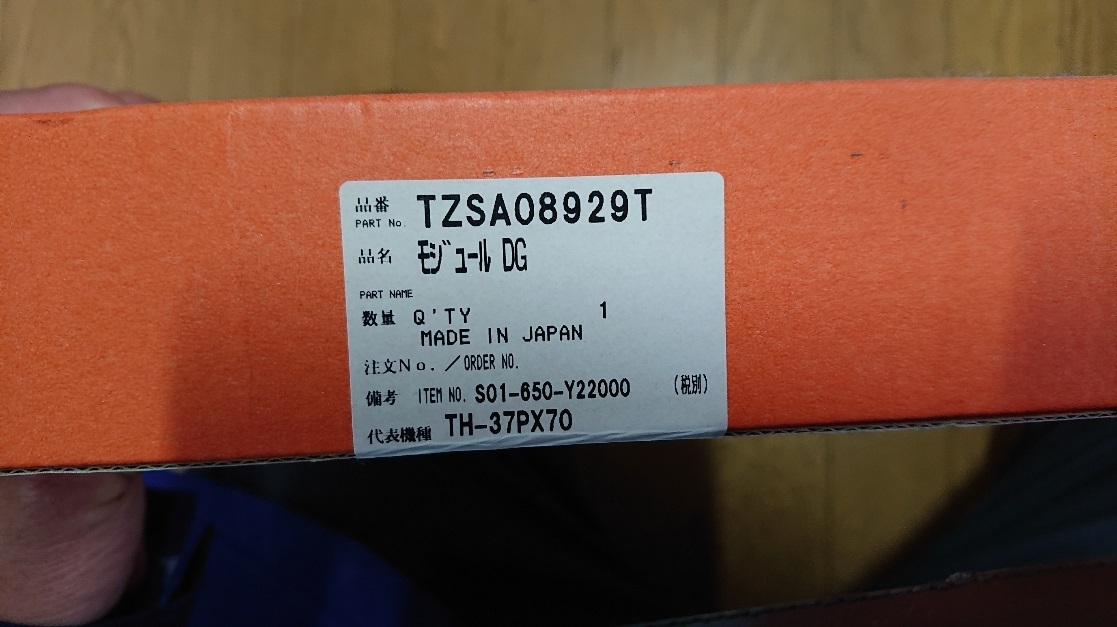 品番 TZSA08929T
PART No.
品名 ﾓｼﾞｭｰﾙ DG
PART NAME
数量 Q'TY 1
MADE IN JAPAN
注文No. /ORDER NO.
備考 ITEM NO. S01-650-Y22000 (税別)
代表機種 TH-37PX70